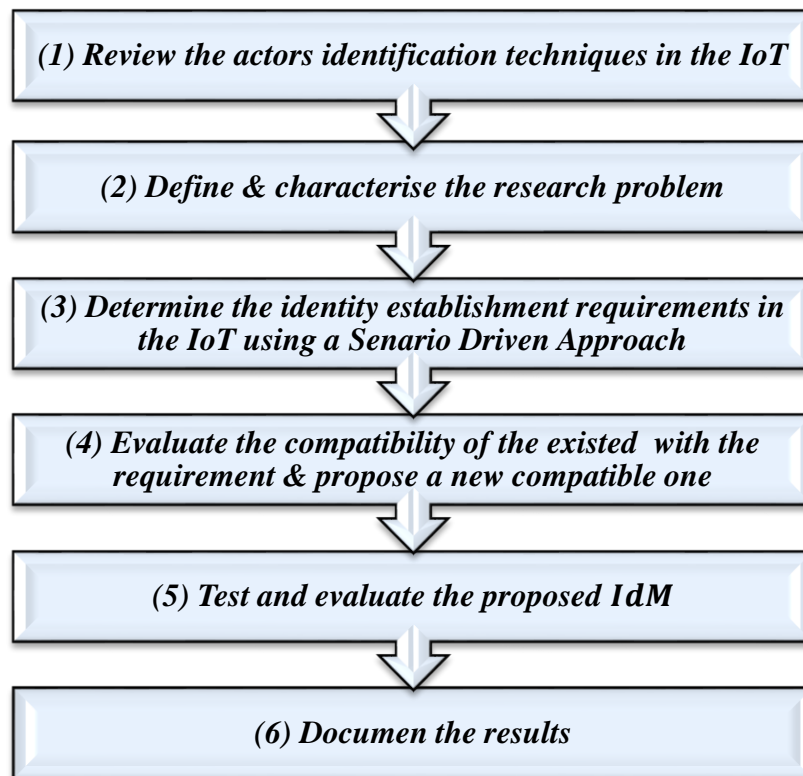 (1) Review the actors identification techniques in the IoT
(2) Define & characterise the research problem
(3) Determine the identity establishment requirements in
the IoT using a Senario Driven Approach
(4) Evaluate the compatibility of the existed with the
requirement & propose a new compatible one
(5) Test and evaluate the proposed IdM
(6) Documen the results